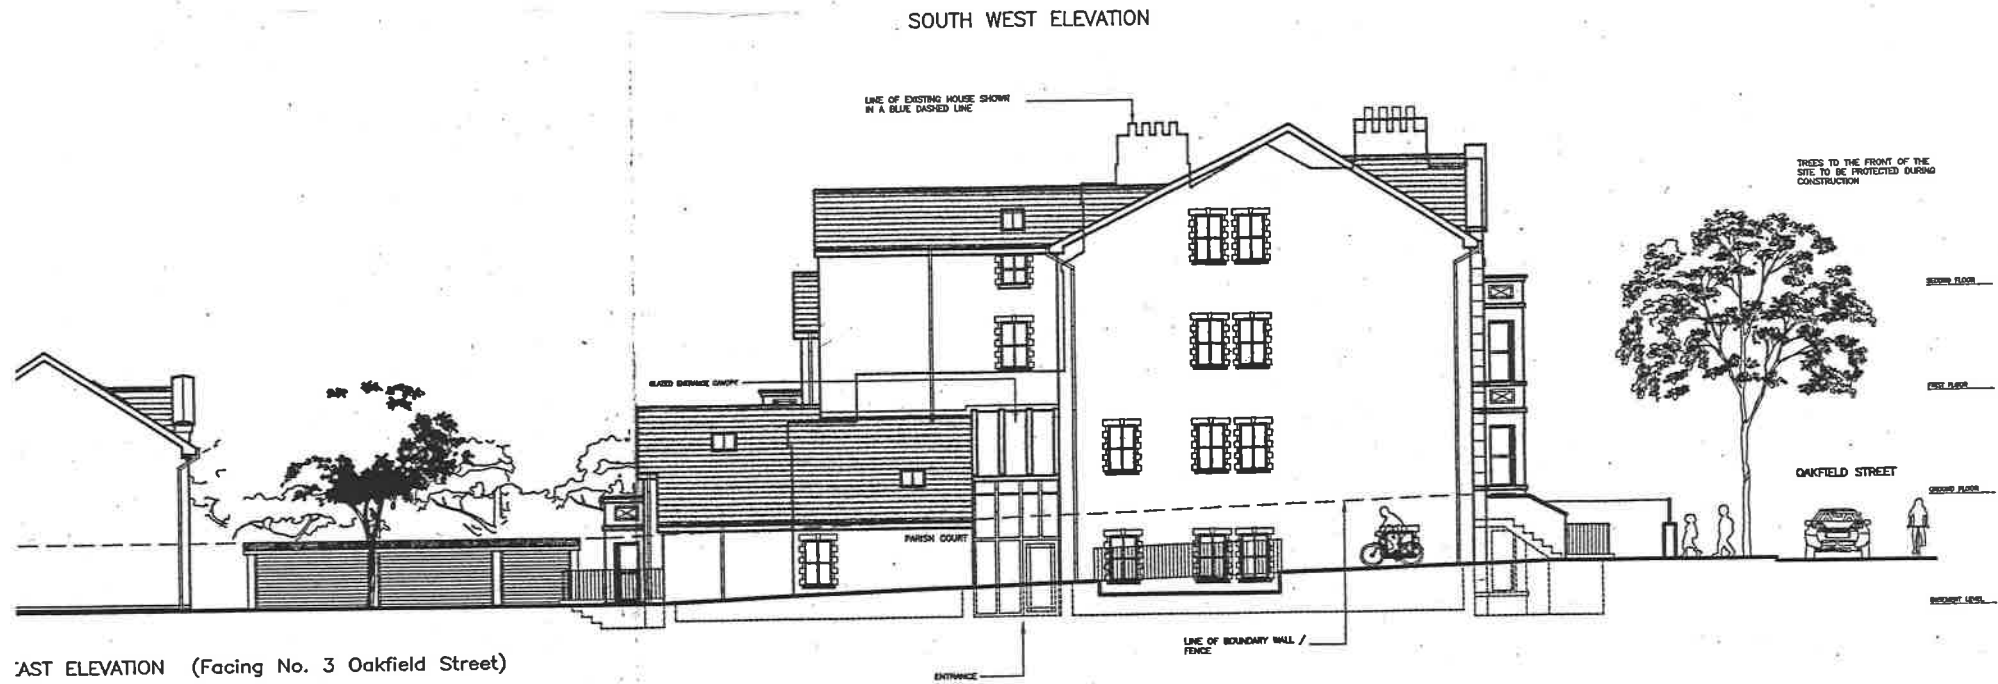 SOUTH WEST ELEVATION
LINE OF EXISTING HOUSE SHOWN
IN A BLUE DASHED LINE
TREES TO THE FRONT OF THE
SITE TO BE PROTECTED DURING
CONSTRUCTION
SECOND FLOOR
GLAZED ENTRANCE CANOPY
FIRST FLOOR
OAKFIELD STREET
GROUND FLOOR
PARISH COURT
BASEMENT LEVEL
LINE OF BOUNDARY WALL /
FENCE
AST ELEVATION (Facing No. 3 Oakfield Street)
ENTRANCE